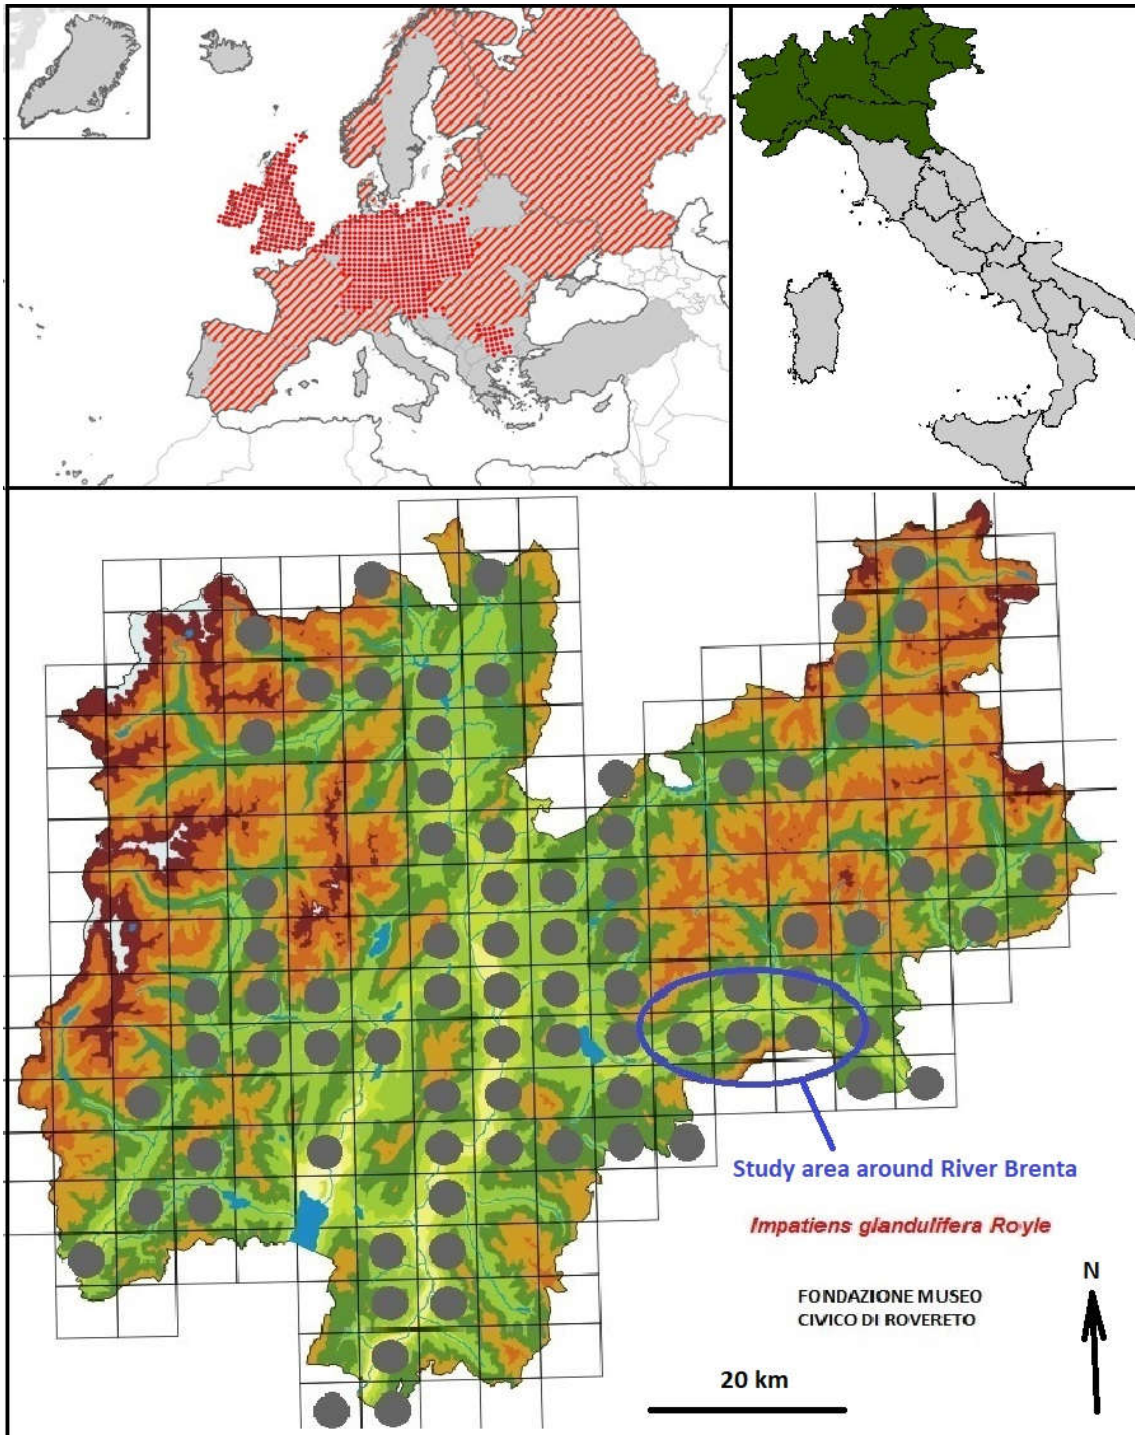 Study area around River Brenta
Impatiens glandulifera Royle
FONDAZIONE MUSEO
CIVICO DI ROVERETO
N
20 km